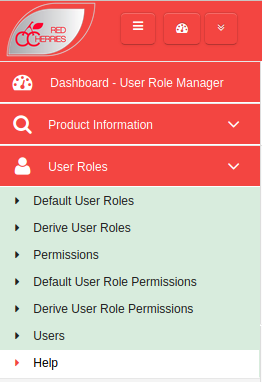 RED
CHERRIES
Dashboard - User Role Manager
Product Information
User Roles
Default User Roles
Derive User Roles
Permissions
Default User Role Permissions
Derive User Role Permissions
Users
Help